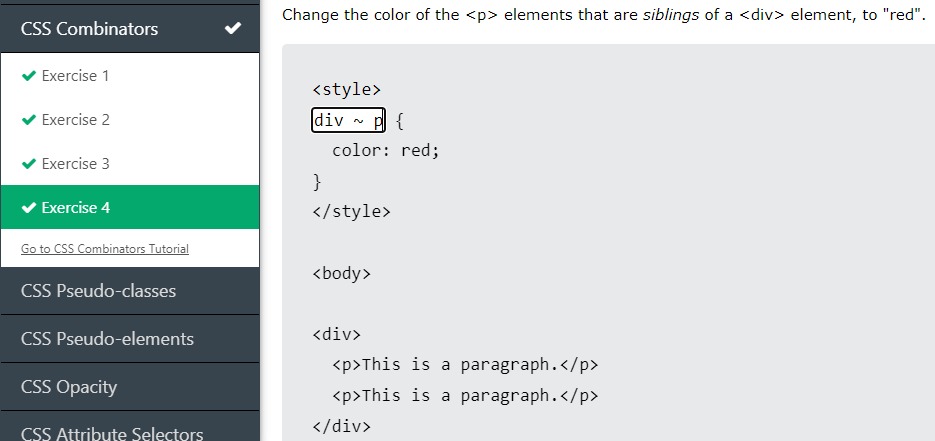 CSS Combinators
Exercise 1
Exercise 2
Exercise 3
Exercise 4
Go to CSS Combinators Tutorial
CSS Pseudo-classes
CSS Pseudo-elements
CSS Opacity
CSS Attribute Selectors
Change the color of the <p> elements that are siblings of a <div> element, to "red".
<style>
div ~ p {
color: red;
}
</style>
<body>
<div>
<p>This is a paragraph.</p>
<p>This is a paragraph.</p>
</div>